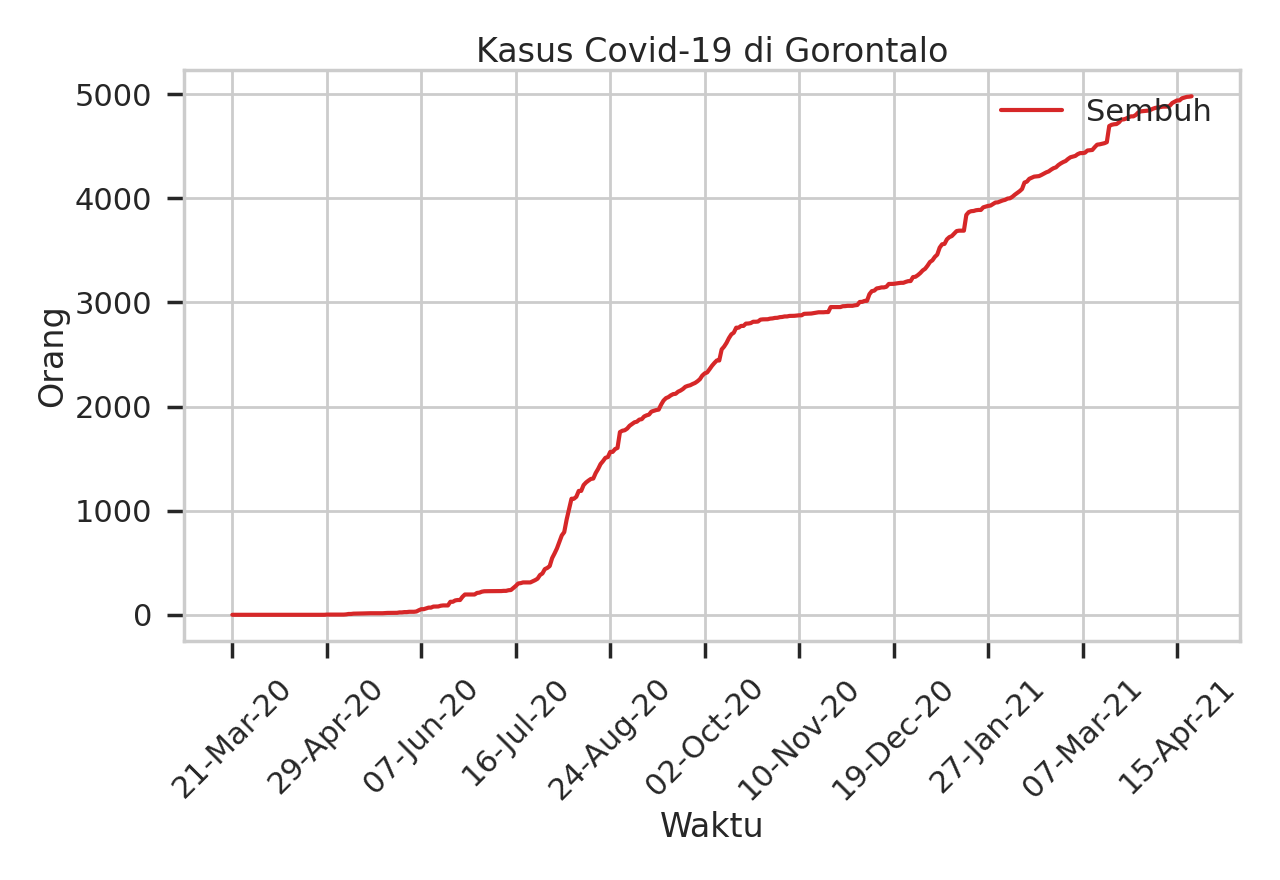 Kasus Covid-19 di Gorontalo
Sembuh
Orang
5000
4000
3000
2000
1000
0
21-Mar-20
29-Apr-20
07-Jun-20
16-Jul-20
24-Aug-20
02-Oct-20
10-Nov-20
19-Dec-20
27-Jan-21
07-Mar-21
15-Apr-21
Waktu